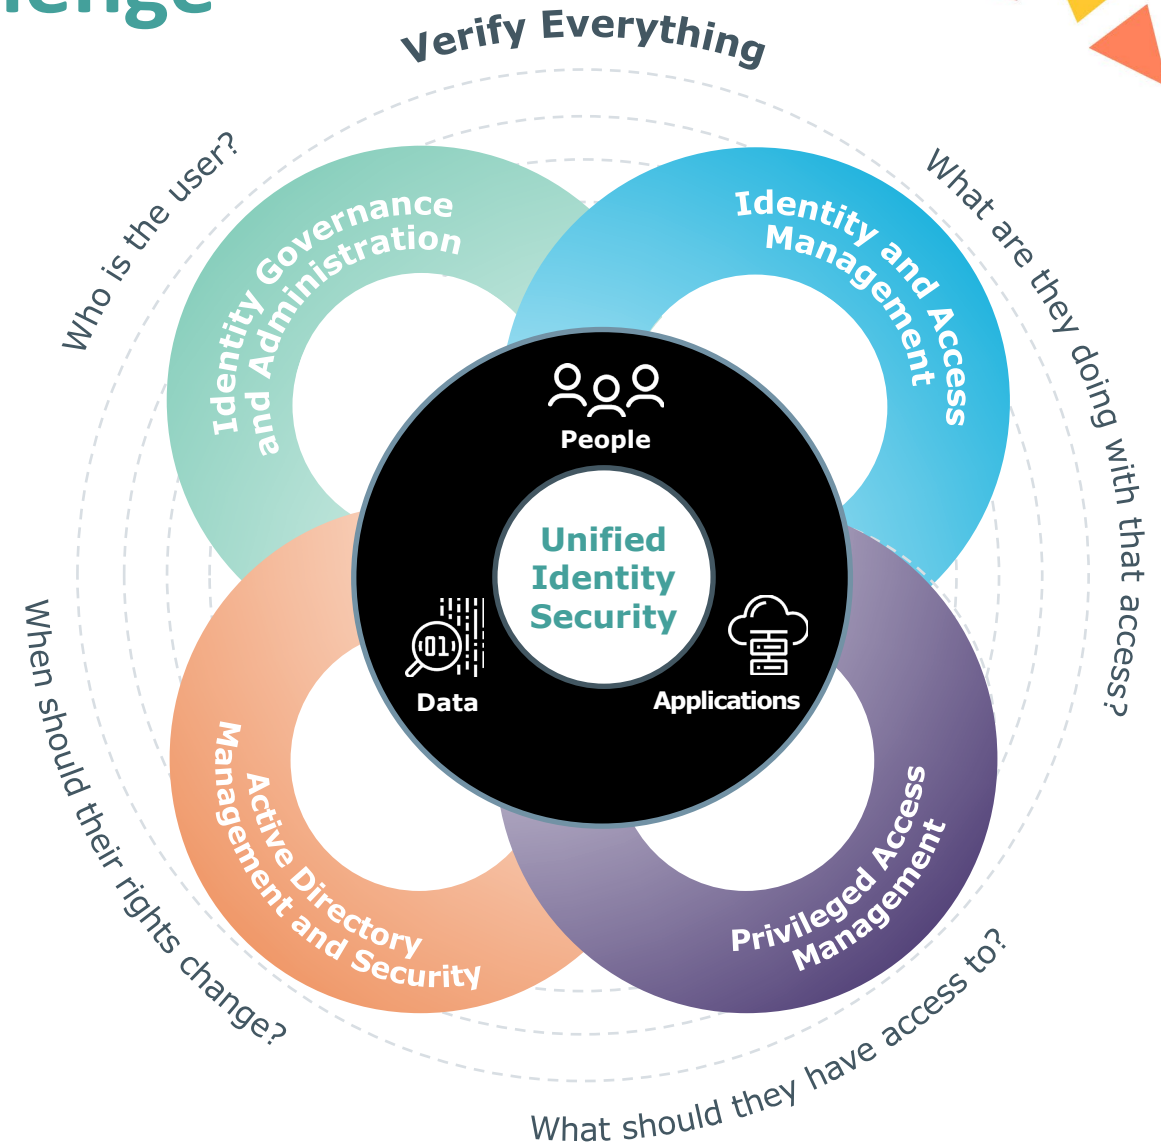 Verify Everything
Who is the user?
What are they doing with that access?
Identity Governance
and Administration
Identity and Access
Management
People
Unified
Identity
Security
Data
Applications
When should their rights change?
Active Directory
Management and Security
Privileged Access
Management
What should they have access to?